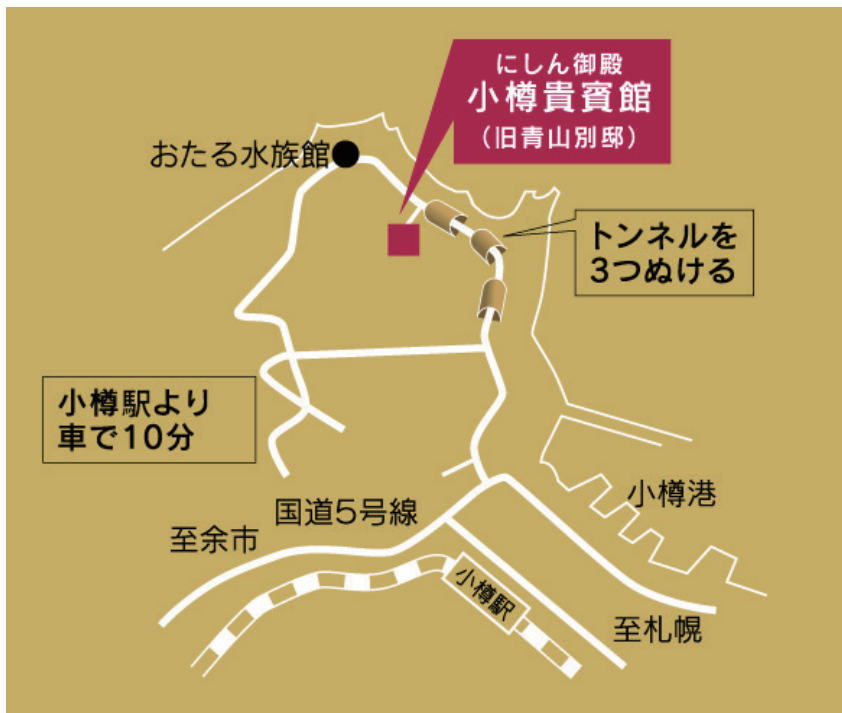 にしん御殿
小樽貴賓館
（旧青山別邸）
おたる水族館
トンネルを
3つぬける
小樽駅より
車で10分
小樽港
国道5号線
至余市
小樽駅
至札幌